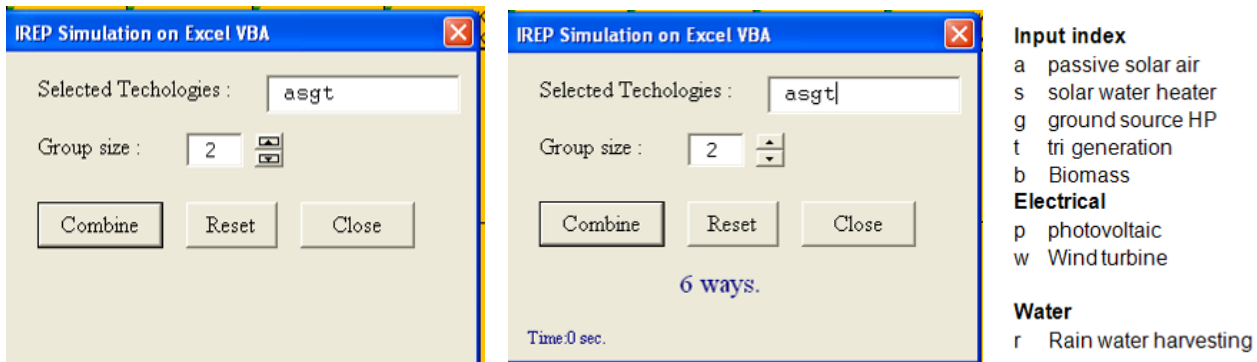 IREP Simulation on Excel VBA
Selected Techologies : asgt
Group size : 2
Combine Reset Close
IREP Simulation on Excel VBA
Selected Techologies : asgt
Group size : 2
Combine Reset Close
6 ways.
Time:0 sec.
Input index
a passive solar air
s solar water heater
g ground source HP
t tri generation
b Biomass
Electrical
p photovoltaic
w Wind turbine
Water
r Rain water harvesting